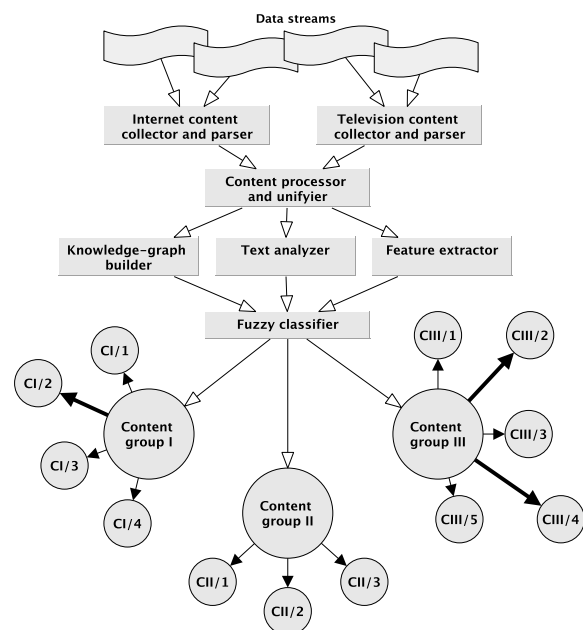 Data streams
Internet content
collector and parser
Television content
collector and parser
Content processor
and unifyier
Knowledge-graph
builder
Text analyzer
Feature extractor
Fuzzy classifier
CI/1
CI/2
Content
group I
CI/3
CI/4
Content
group II
CII/1
CII/2
CII/3
CIII/1
CIII/2
Content
group III
CIII/3
CIII/5
CIII/4